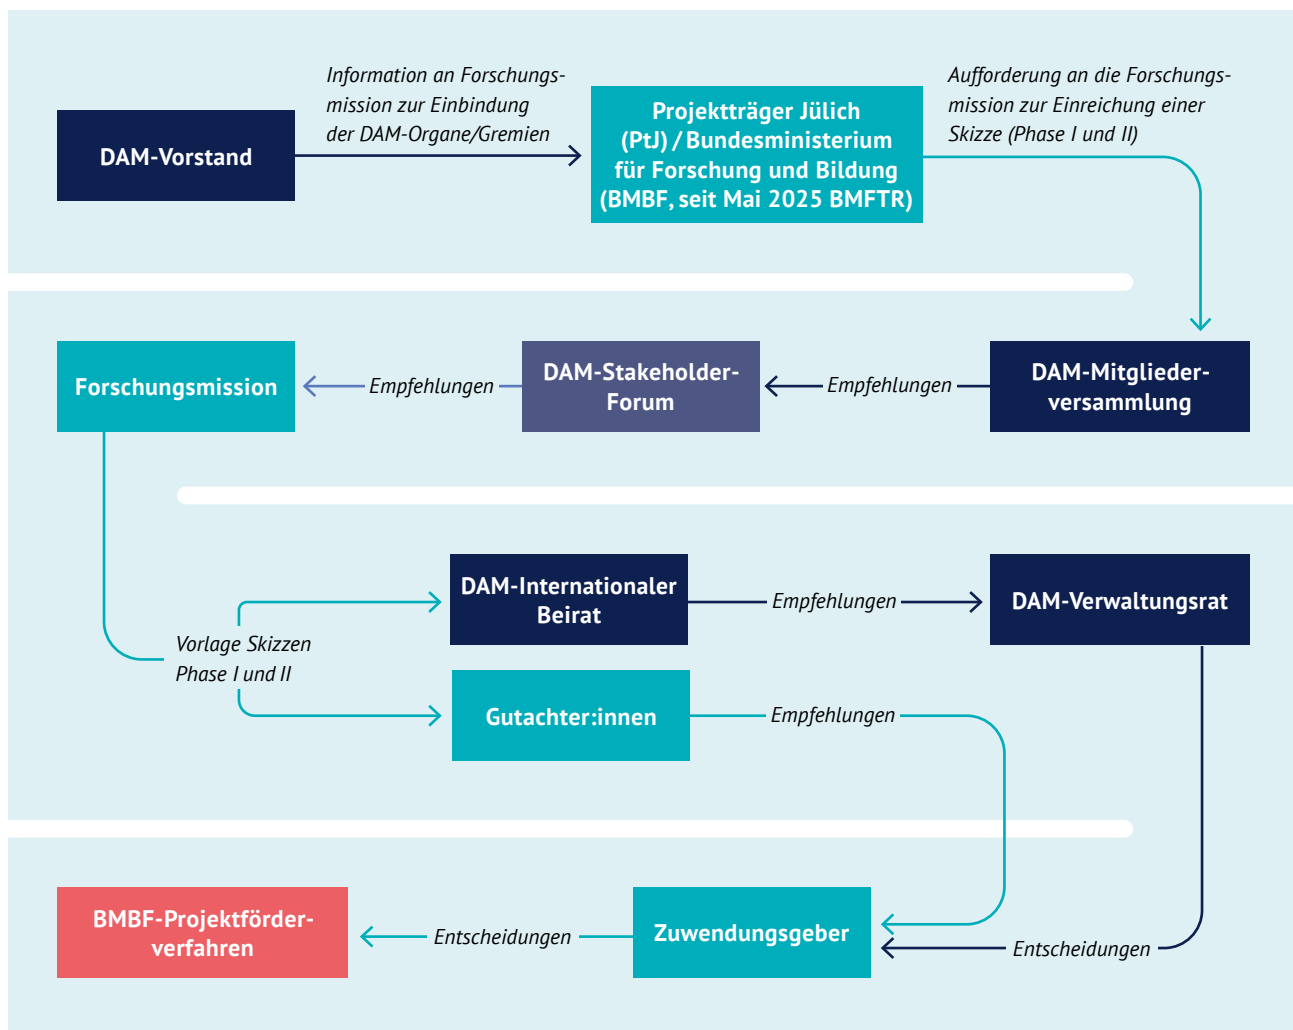 Information an Forschungs-
mission zur Einbindung
der DAM-Organe/Gremien
Aufforderung an die Forschungs-
mission zur Einreichung einer
Skizze (Phase I und II)
DAM-Vorstand
Projektträger Jülich
(PtJ) / Bundesministerium
für Forschung und Bildung
(BMBF, seit Mai 2025 BMFTR)
Forschungsmission
Empfehlungen
DAM-Stakeholder-
Forum
Empfehlungen
DAM-Mitglieder-
versammlung
Vorlage Skizzen
Phase I und II
DAM-Internationaler
Beirat
Empfehlungen
DAM-Verwaltungsrat
Gutachter:innen
Empfehlungen
BMBF-Projektförder-
verfahren
Entscheidungen
Zuwendungsgeber
Entscheidungen